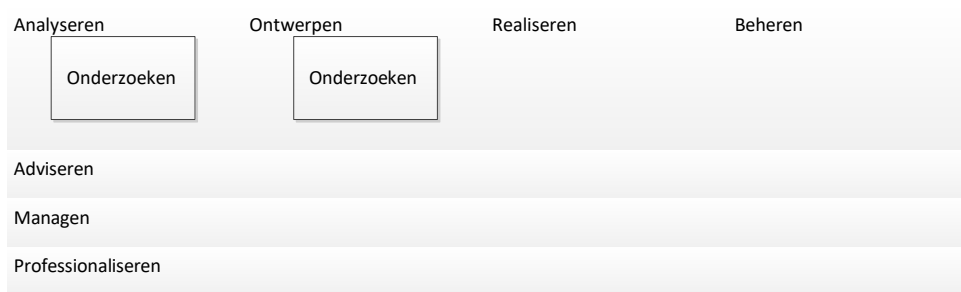 Analyseren
Ontwerpen
Realiseren
Beheren
Onderzoeken
Onderzoeken
Adviseren
Managen
Professionaliseren